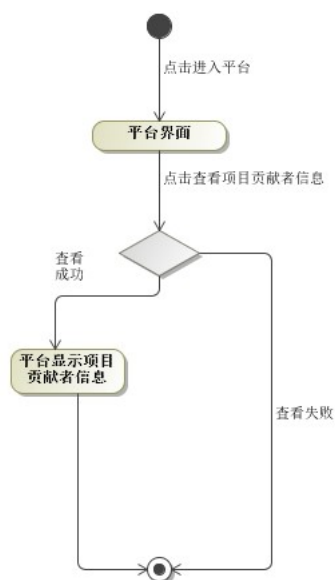 点击进入平台
平台界面
点击查看项目贡献者信息
查看
成功
平台显示项目
贡献者信息
查看失败